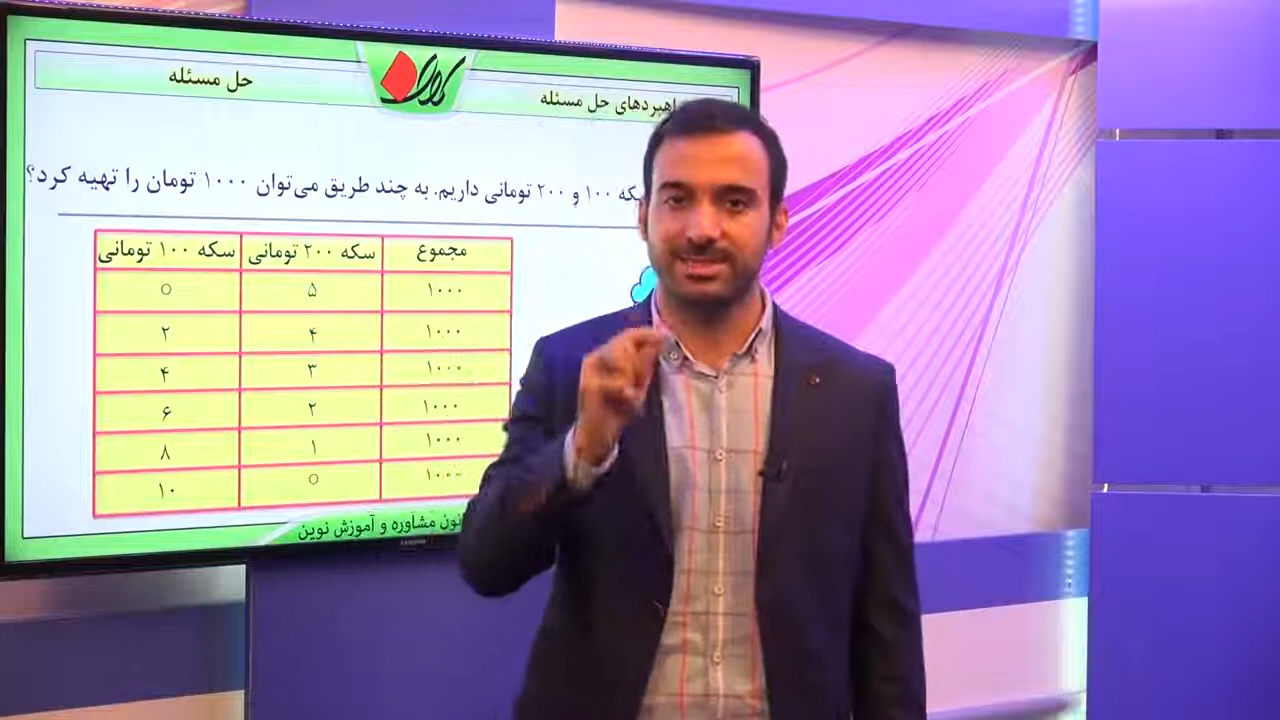 راهبردهای حل مسئله
حل مسئله
سکه ۱۰۰ و ۲۰۰ تومانی داریم. به چند طریق می‌توان ۱۰۰۰ تومان را تهیه کرد؟
مجموع سکه ۲۰۰ تومانی سکه ۱۰۰ تومانی
۱۰۰۰ ۵ ۰
۱۰۰۰ ۴ ۲
۱۰۰۰ ۳ ۴
۱۰۰۰ ۲ ۶
۱۰۰۰ ۱ ۸
۱۰۰۰ ۰ ۱۰
مشاوره و آموزش نوین